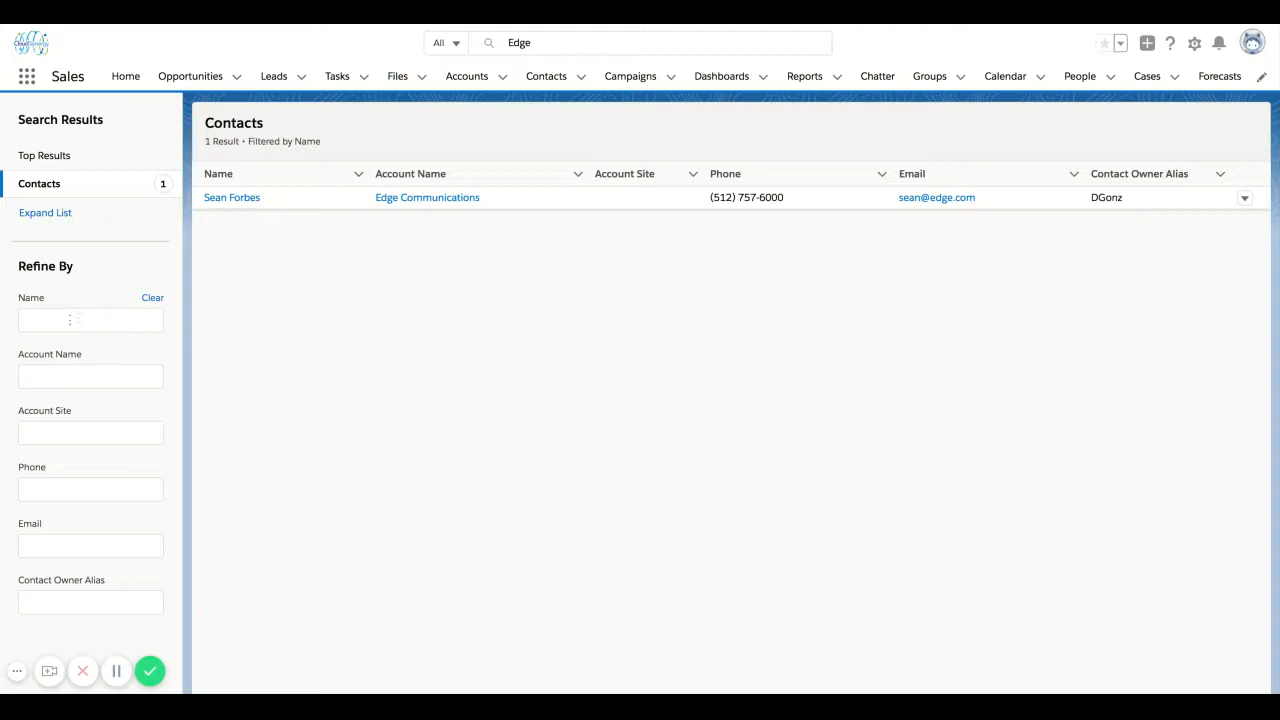 CloudSynergy
All
Edge
Sales
Home
Opportunities
Leads
Tasks
Files
Accounts
Contacts
Campaigns
Dashboards
Reports
Chatter
Groups
Calendar
People
Cases
Forecasts
Search Results
Top Results
Contacts 1
Expand List
Refine By
Name Clear
Account Name
Account Site
Phone
Email
Contact Owner Alias
Contacts
1 Result • Filtered by Name
Name Account Name Account Site Phone Email Contact Owner Alias
Sean Forbes Edge Communications (512) 757-6000 sean@edge.com DGonz